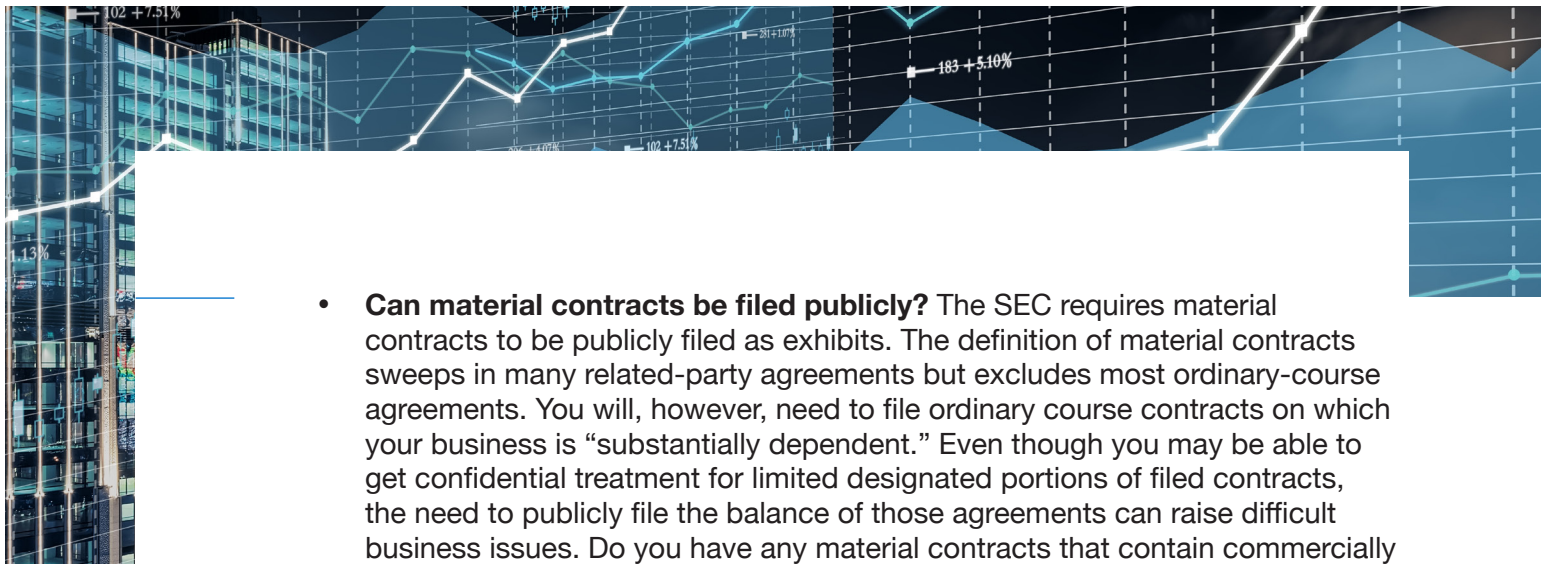 102 +7.51%
281+1.07%
183 +5.10%
102 +7.51%
1.13%
• Can material contracts be filed publicly? The SEC requires material
contracts to be publicly filed as exhibits. The definition of material contracts
sweeps in many related-party agreements but excludes most ordinary-course
agreements. You will, however, need to file ordinary course contracts on which
your business is “substantially dependent.” Even though you may be able to
get confidential treatment for limited designated portions of filed contracts,
the need to publicly file the balance of those agreements can raise difficult
business issues. Do you have any material contracts that contain commercially